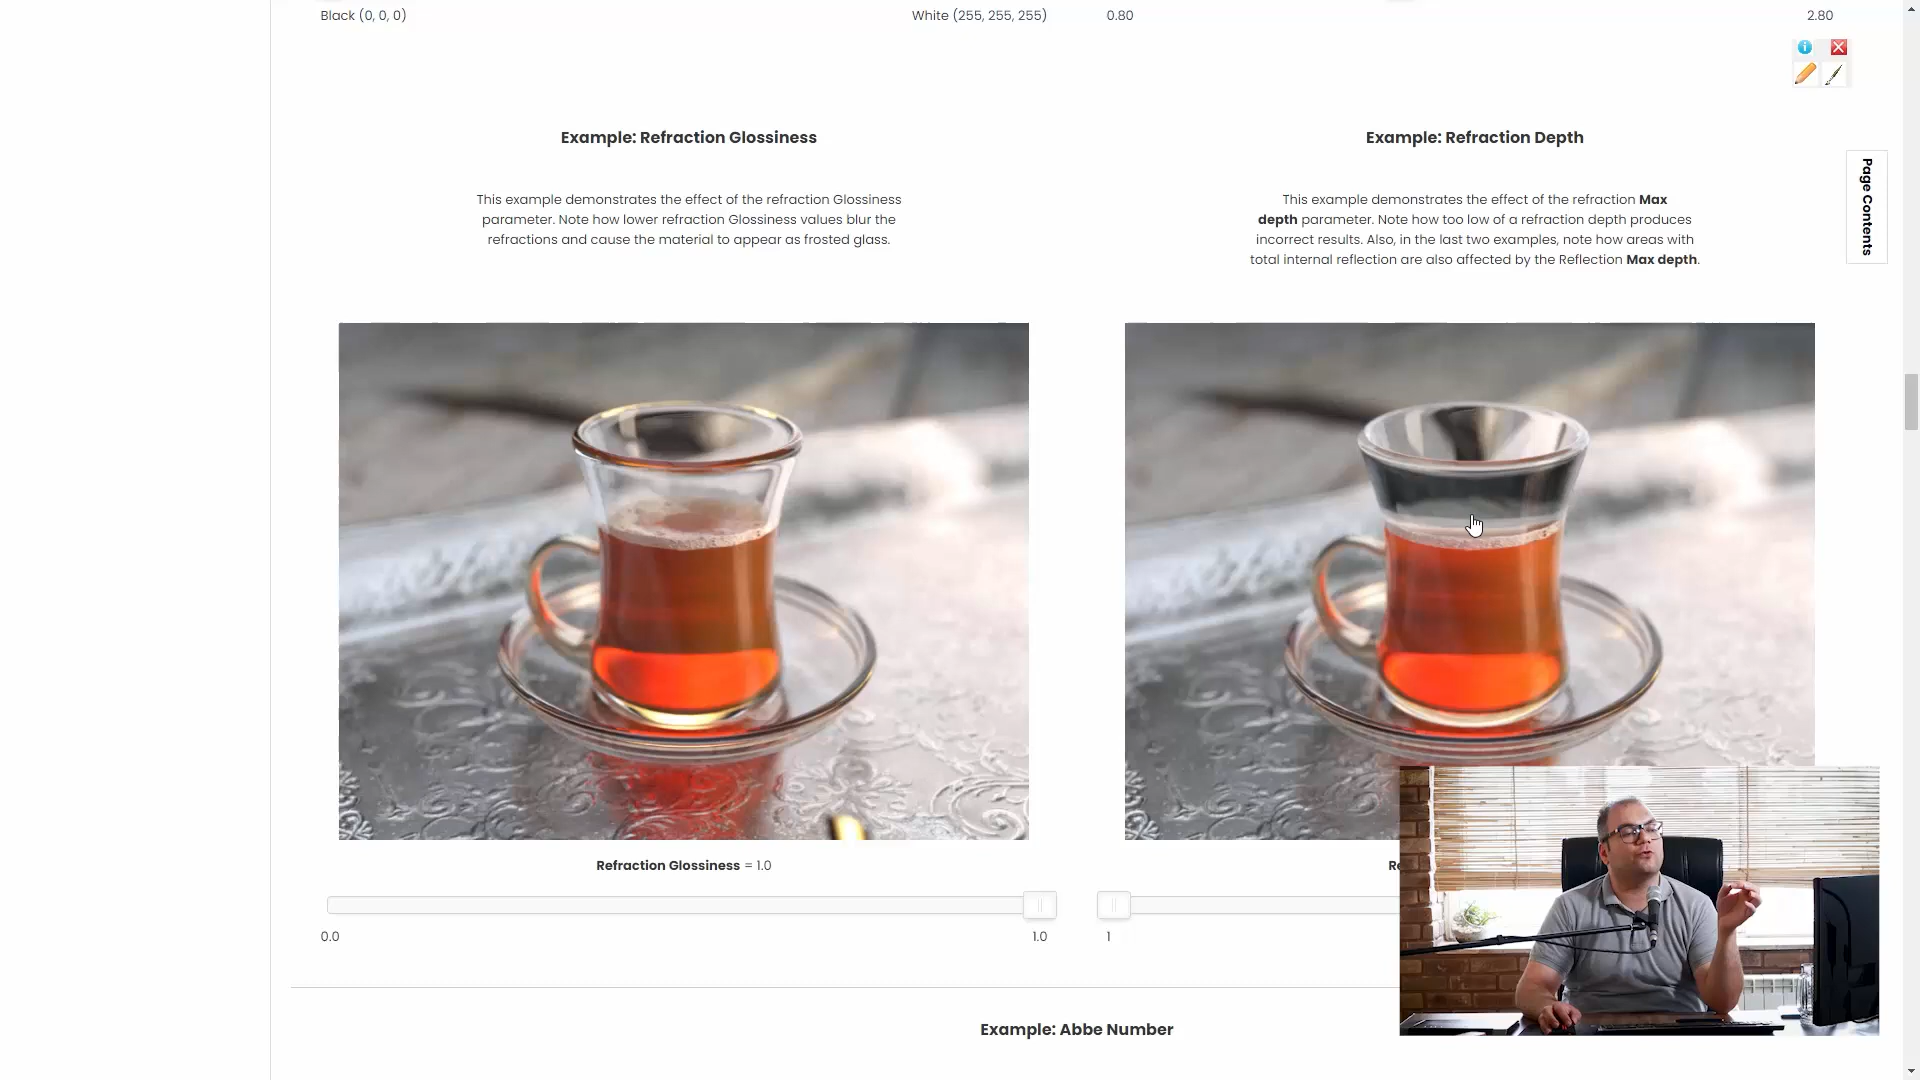 Black (0, 0, 0)
White (255, 255, 255)
0.80
2.80
Page Contents
Example: Refraction Glossiness
This example demonstrates the effect of the refraction Glossiness
parameter. Note how lower refraction Glossiness values blur the
refractions and cause the material to appear as frosted glass.
Refraction Glossiness = 1.0
0.0
1.0
Example: Refraction Depth
This example demonstrates the effect of the refraction Max
depth parameter. Note how too low of a refraction depth produces
incorrect results. Also, in the last two examples, note how areas with
total internal reflection are also affected by the Reflection Max depth.
Re
1
Example: Abbe Number